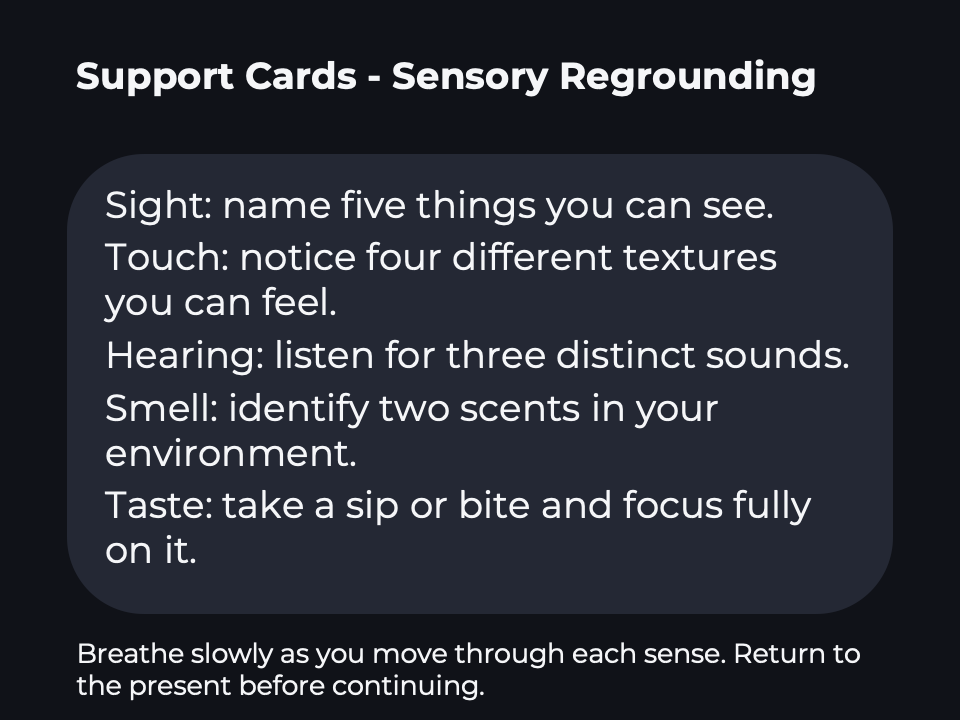 Support Cards - Sensory Regrounding
Sight: name five things you can see.
Touch: notice four different textures
you can feel.
Hearing: listen for three distinct sounds.
Smell: identify two scents in your
environment.
Taste: take a sip or bite and focus fully
on it.
Breathe slowly as you move through each sense. Return to
the present before continuing.